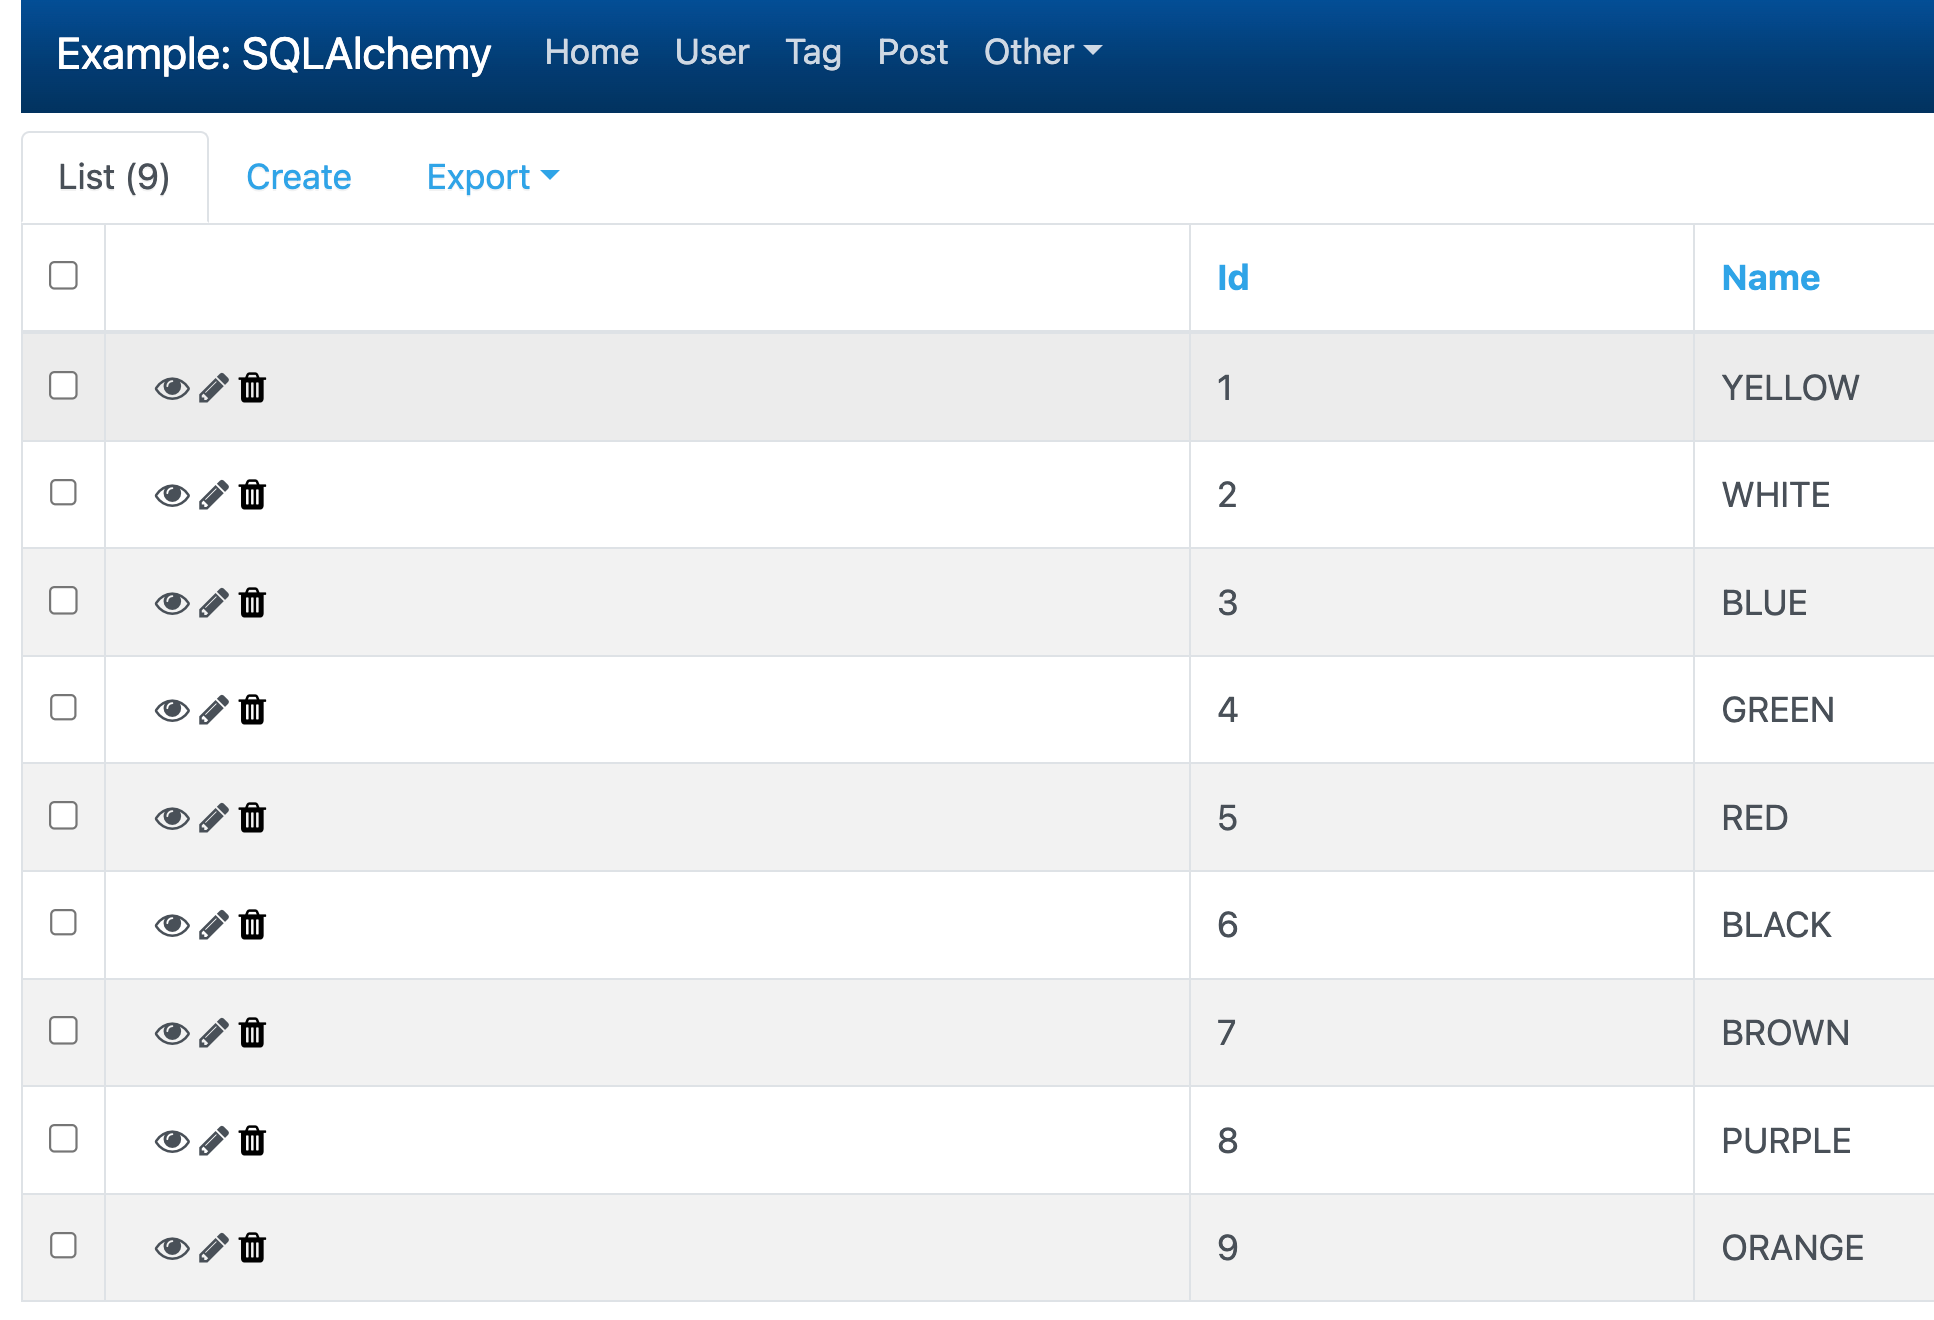 Example: SQLAlchemy Home User Tag Post Other
List (9) Create Export
Id Name
1 YELLOW
2 WHITE
3 BLUE
4 GREEN
5 RED
6 BLACK
7 BROWN
8 PURPLE
9 ORANGE